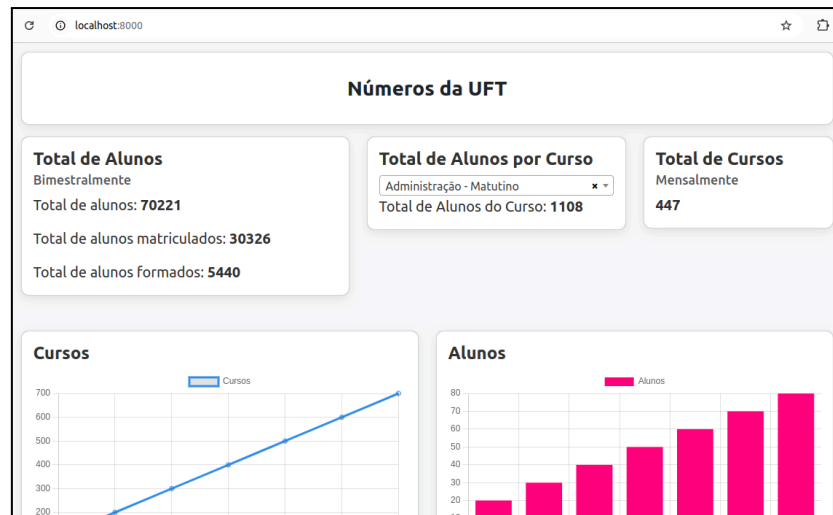 localhost:8000
Números da UFT
Total de Alunos
Bimestralmente
Total de alunos: 70221
Total de alunos matriculados: 30326
Total de alunos formados: 5440
Total de Alunos por Curso
Administração - Matutino
Total de Alunos do Curso: 1108
Total de Cursos
Mensalmente
447
Cursos
Cursos
700
600
500
400
300
200
Alunos
Alunos
80
70
60
50
40
30
20